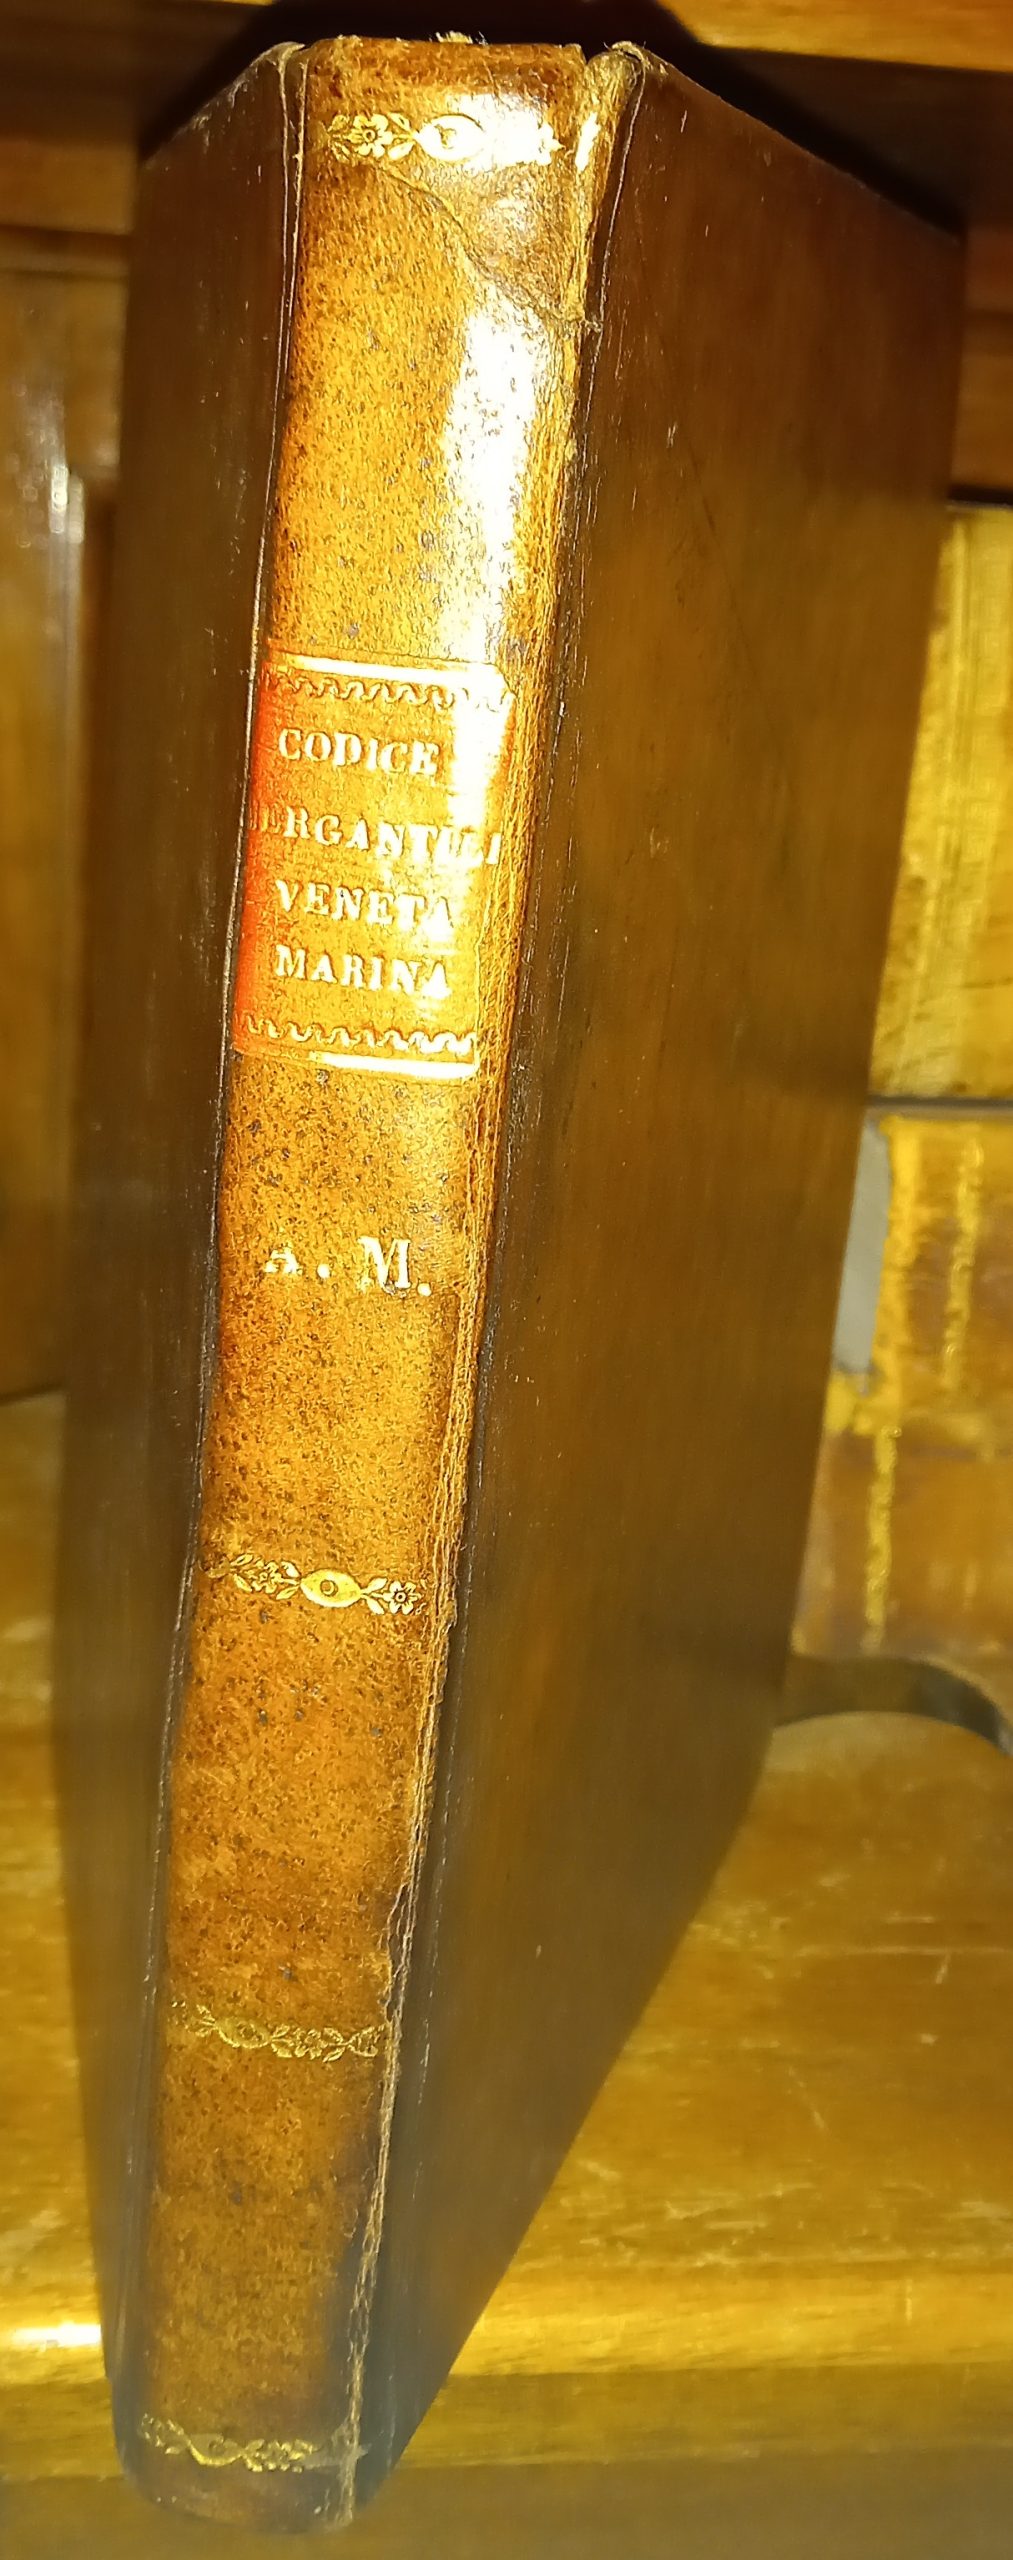 CODICE
VENETA
MARINA
A. M.